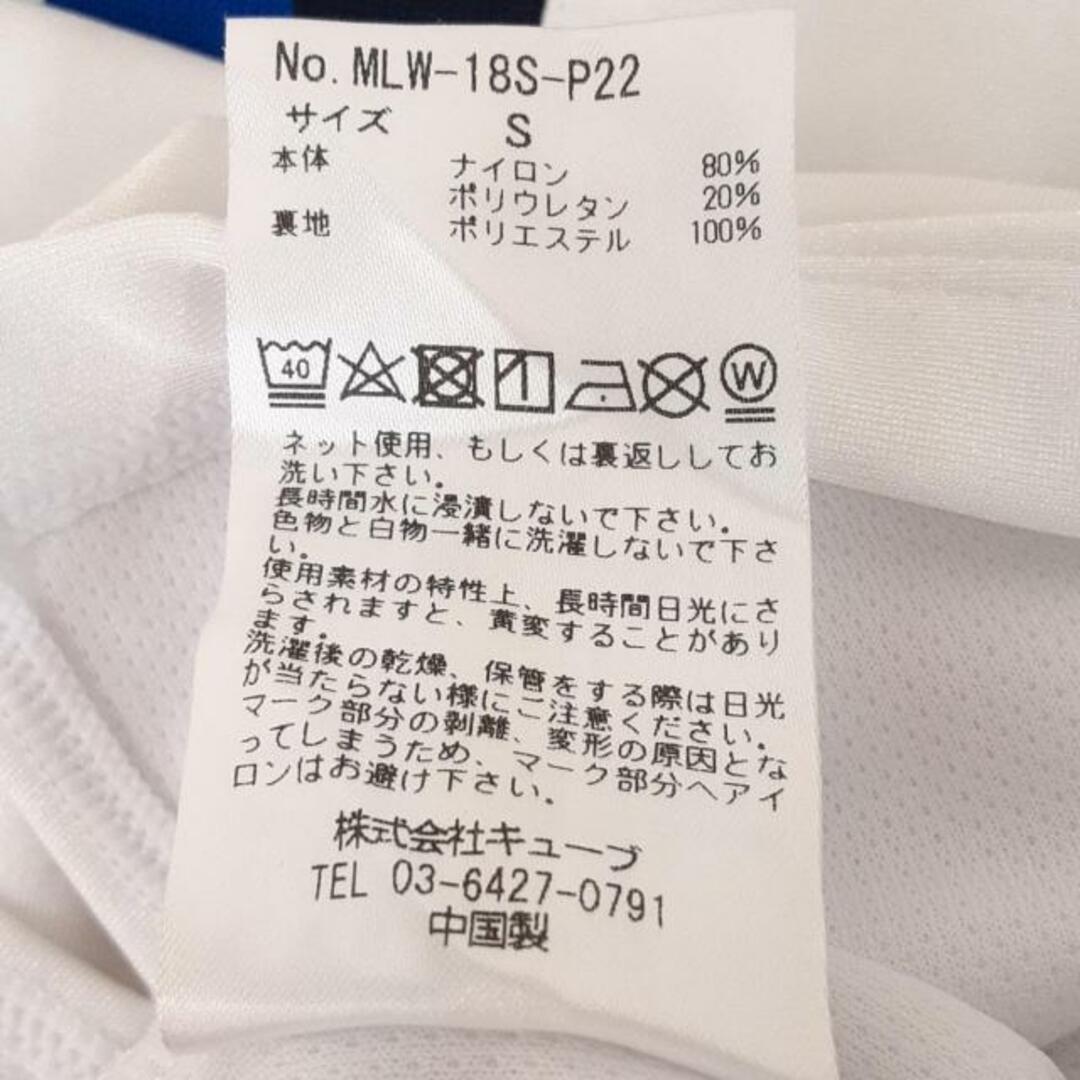 No. MLW-18S-P22
サイズ S
本体 ナイロン 80%
ポリウレタン 20%
裏地 ポリエステル 100%
40 W
ネット使用、もしくは裏返ししてお
洗い下さい。
長時間水に浸漬しないで下さい。
色物と白物一緒に洗濯しないで下さ
い。
使用素材の特性上、長時間日光にさ
らされますと、黄変することがあり
ます。
洗濯後の乾燥、保管をする際は日光
が当たらない様にご注意ください。
マーク部分の剥離、変形の原因とな
ってしまうため、マーク部分へアイ
ロンはお避け下さい。
株式会社キューブ
TEL 03-6427-0791
中国製